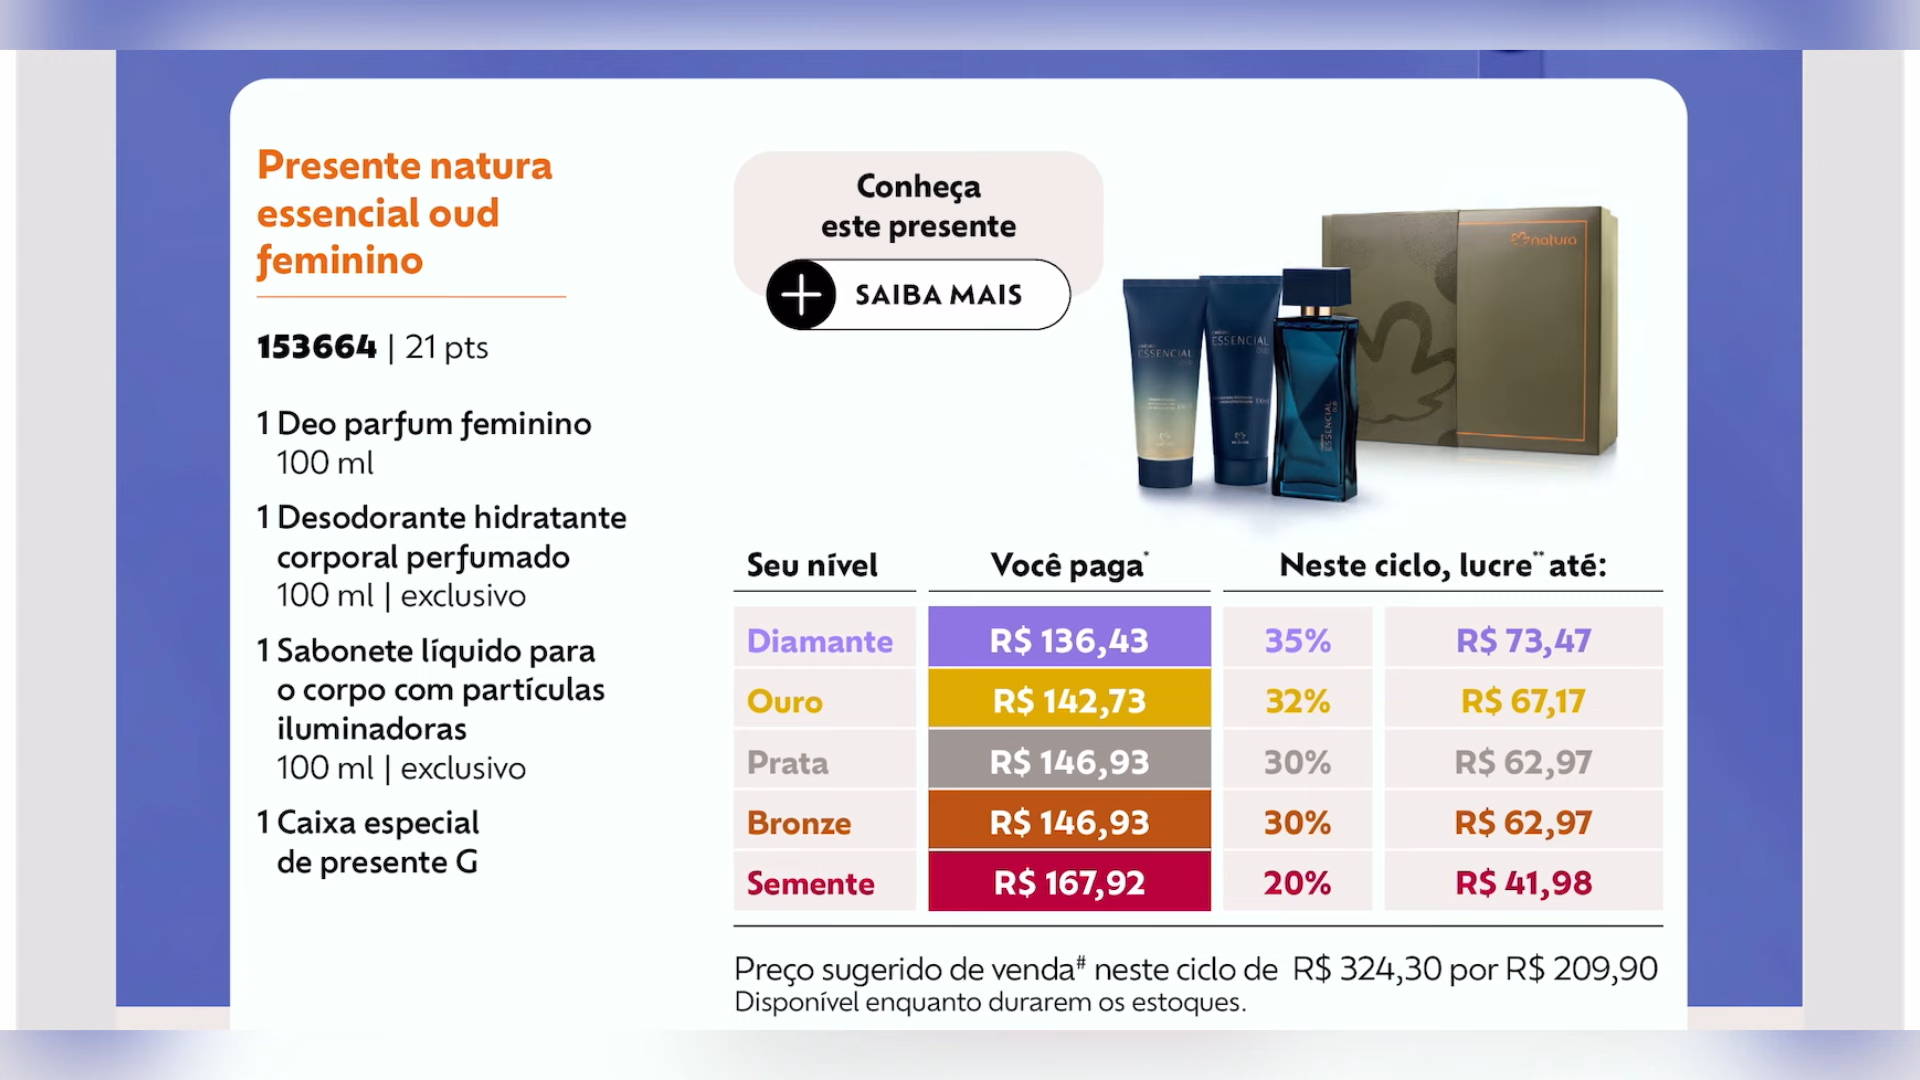 Presente natura
essencial oud
feminino
153664 | 21 pts
1 Deo parfum feminino
100 ml
1 Desodorante hidratante
corporal perfumado
100 ml | exclusivo
1 Sabonete líquido para
o corpo com partículas
iluminadoras
100 ml | exclusivo
1 Caixa especial
de presente G
Conheça
este presente
SAIBA MAIS
natura
ESSENCIAL
ESSENCIAL
OUD
ESSENCIAL
Seu nível Você paga* Neste ciclo, lucre** até:
Diamante R$ 136,43 35% R$ 73,47
Ouro R$ 142,73 32% R$ 67,17
Prata R$ 146,93 30% R$ 62,97
Bronze R$ 146,93 30% R$ 62,97
Semente R$ 167,92 20% R$ 41,98
Preço sugerido de venda# neste ciclo de R$ 324,30 por R$ 209,90
Disponível enquanto durarem os estoques.